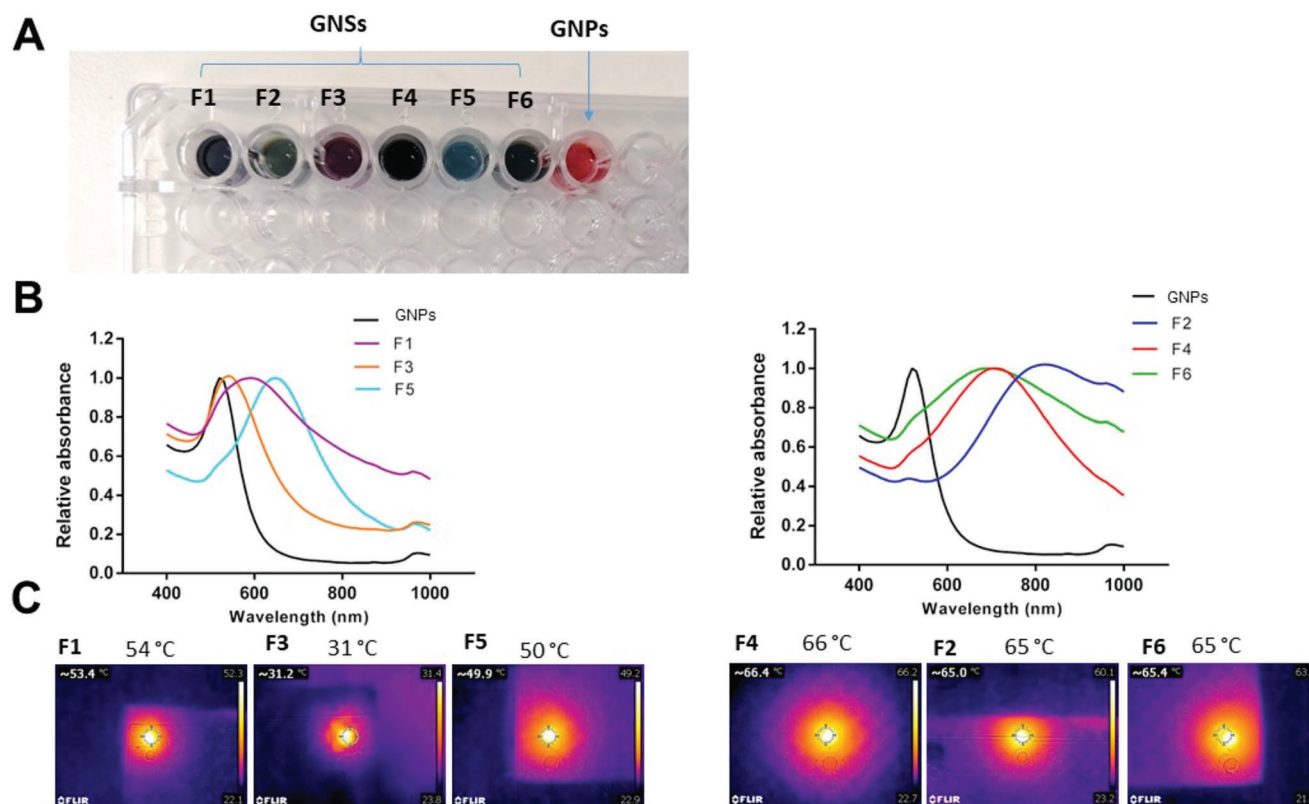 A
GNSs
GNPs
F1 F2 F3 F4 F5 F6
B
GNPs
F1
F3
F5
Relative absorbance
1.2
1.0
0.8
0.6
0.4
0.2
0.0
400 600 800 1000
Wavelength (nm)
GNPs
F2
F4
F6
Relative absorbance
1.2
1.0
0.8
0.6
0.4
0.2
0.0
400 600 800 1000
Wavelength (nm)
C
F1 54 °C
~53.4 °C 52.3
22.1
FLIR
F3 31 °C
~31.2 °C 31.4
23.8
FLIR
F5 50 °C
~49.9 °C 49.2
22.9
FLIR
F4 66 °C
~66.4 °C 66.2
22.7
FLIR
F2 65 °C
~65.0 °C 60.1
23.2
FLIR
F6 65 °C
~65.4 °C 63.
21.
FLIR